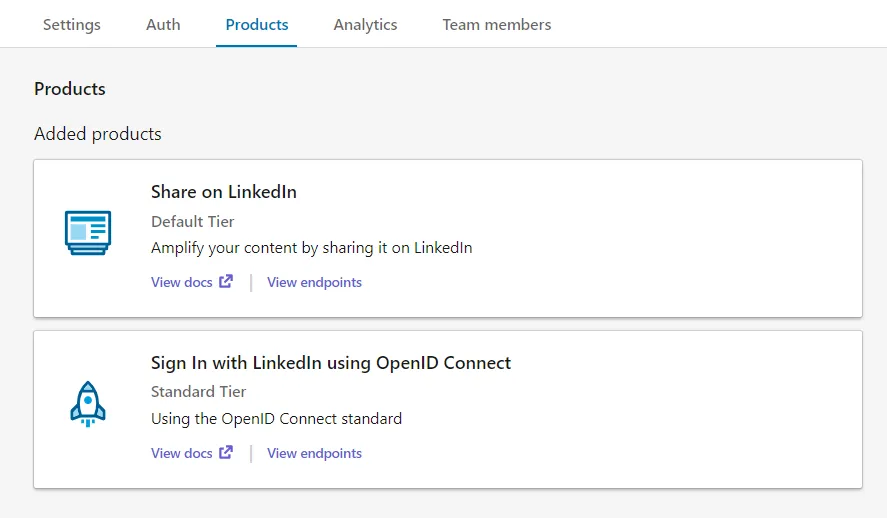 Settings Auth Products Analytics Team members
Products
Added products
Share on LinkedIn
Default Tier
Amplify your content by sharing it on LinkedIn
View docs View endpoints
Sign In with LinkedIn using OpenID Connect
Standard Tier
Using the OpenID Connect standard
View docs View endpoints